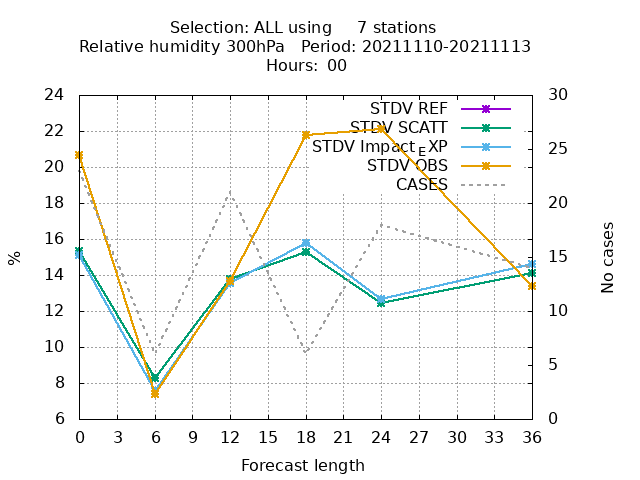 Selection: ALL using 7 stations
Relative humidity 300hPa Period: 20211110-20211113
Hours: 00
STDV REF
STDV SCATT
STDV Impact_EXP
STDV OBS
CASES
24
22
20
18
16
14
12
10
8
6
%
30
25
20
15
10
5
0
No cases
0 3 6 9 12 15 18 21 24 27 30 33 36
Forecast length